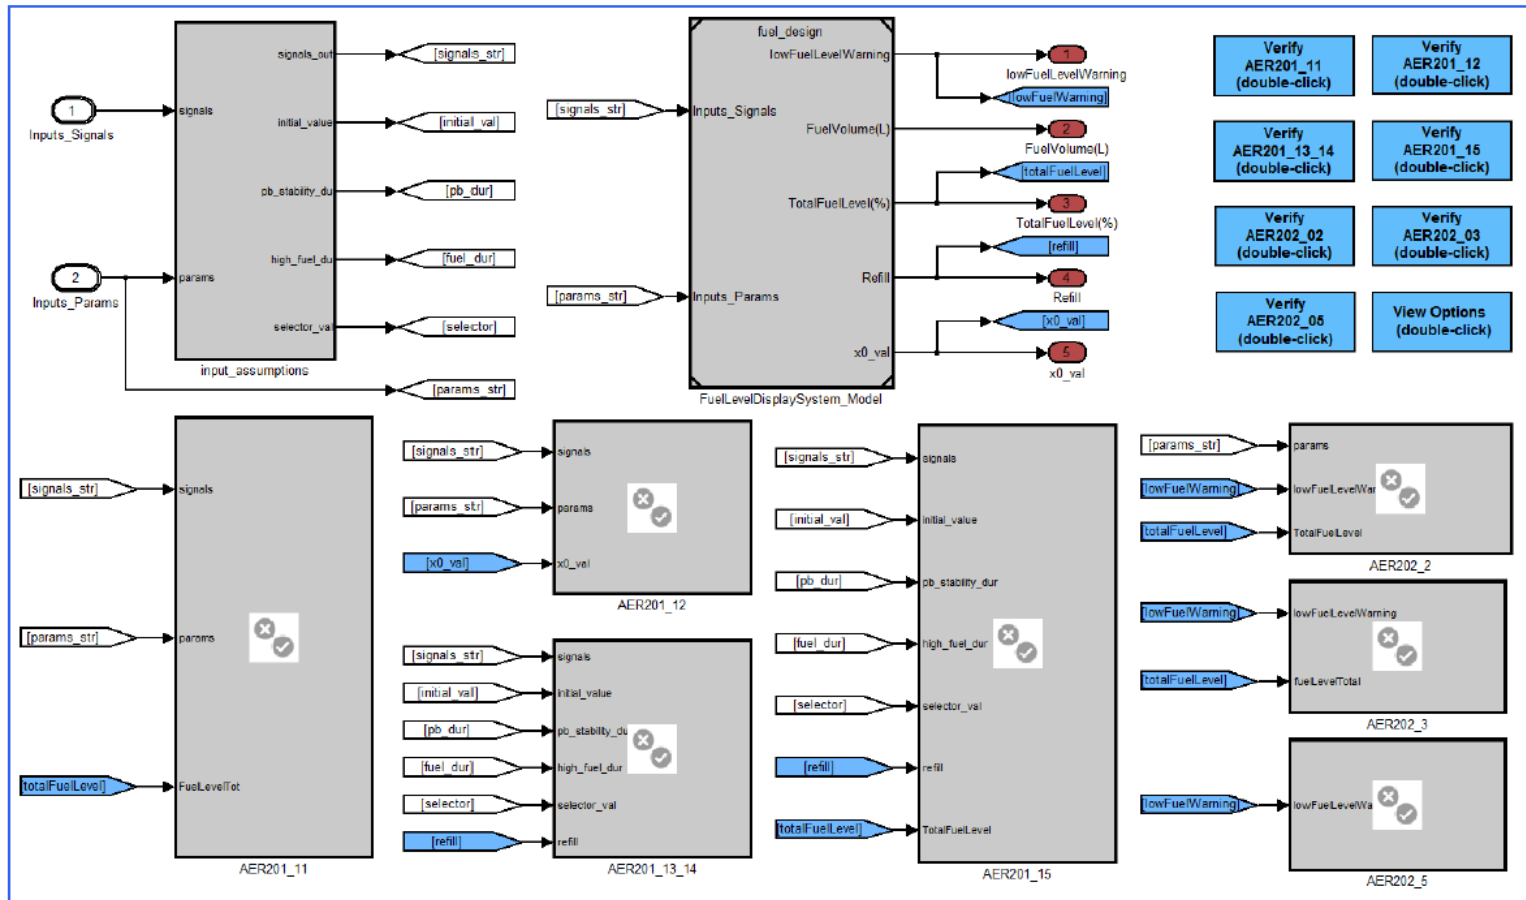 signals_out
[signals_str]
1
signals
Inputs_Signals
initial_value
[initial_val]
pb_stability_du
[pb_dur]
high_fuel_du
[fuel_dur]
2
params
Inputs_Params
selector_val
[selector]
input_assumptions
[params_str]
fuel_design
lowFuelLevelWarning
1
lowFuelLevelWarning
[lowFuelWarning]
[signals_str]
Inputs_Signals
FuelVolume(L)
2
FuelVolume(L)
[totalFuelLevel]
TotalFuelLevel(%)
3
TotalFuelLevel(%)
[refill]
Refill
4
Refill
[params_str]
Inputs_Params
[x0_val]
x0_val
5
x0_val
FuelLevelDisplaySystem_Model
Verify
AER201_11
(double-click)
Verify
AER201_12
(double-click)
Verify
AER201_13_14
(double-click)
Verify
AER201_15
(double-click)
Verify
AER202_02
(double-click)
Verify
AER202_03
(double-click)
Verify
AER202_05
(double-click)
View Options
(double-click)
[signals_str]
signals
[params_str]
params
[totalFuelLevel]
FuelLevelTot
AER201_11
[signals_str]
signals
[params_str]
params
[x0_val]
x0_val
AER201_12
[signals_str]
signals
[initial_val]
initial_value
[pb_dur]
pb_stability_du
[fuel_dur]
high_fuel_dur
[selector]
selector_val
[refill]
refill
AER201_13_14
[signals_str]
signals
[initial_val]
initial_value
[pb_dur]
pb_stability_dur
[fuel_dur]
high_fuel_dur
[selector]
selector_val
[refill]
refill
[totalFuelLevel]
TotalFuelLevel
AER201_15
[params_str]
params
[lowFuelWarning]
lowFuelLevelWar
[totalFuelLevel]
TotalFuelLevel
AER202_2
[lowFuelWarning]
lowFuelLevelWarning
[totalFuelLevel]
fuelLevelTotal
AER202_3
[lowFuelWarning]
lowFuelLevelWa
AER202_5